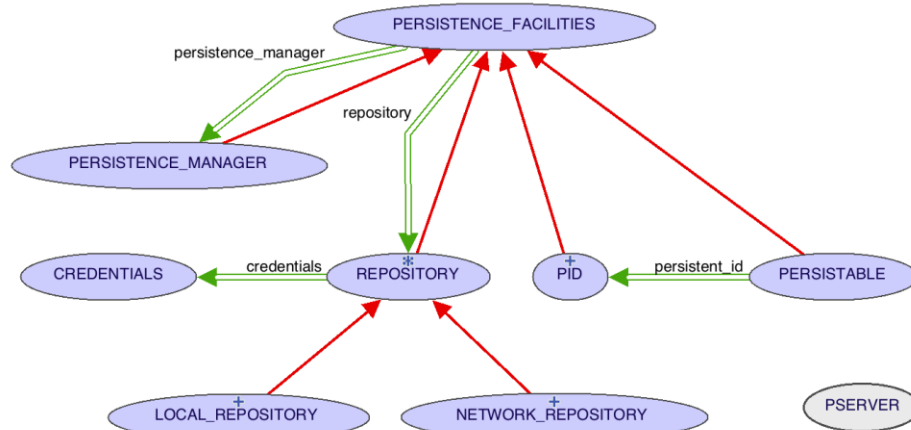 PERSISTENCE_FACILITIES
persistence_manager
repository
PERSISTENCE_MANAGER
*
+
CREDENTIALS
credentials
REPOSITORY
PID
persistent_id
PERSISTABLE
+
+
LOCAL_REPOSITORY
NETWORK_REPOSITORY
PSERVER